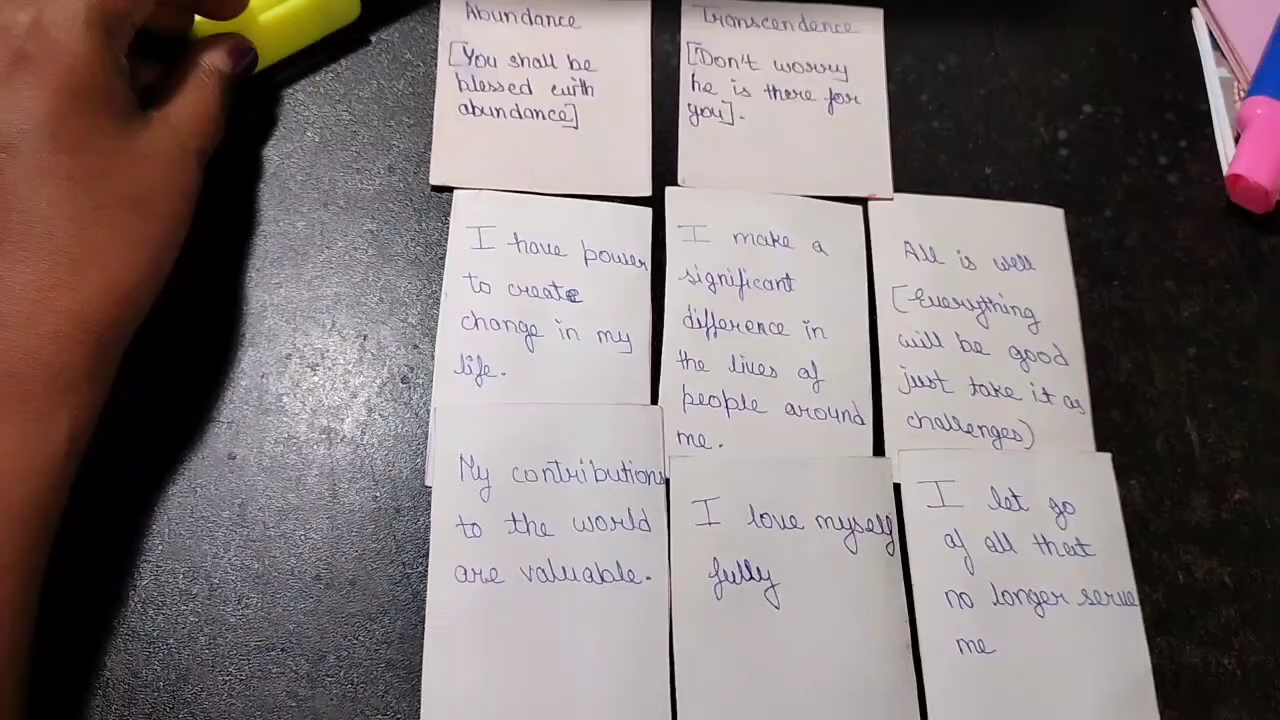 Abundance
[You shall be
blessed with
abundance]
Transcendence
[Don't worry
he is there for
you].
I have power
to create
change in my
life.
I make a
significant
difference in
the lives of
people around
me.
All is well
[Everything
will be good
just take it as
challenges)
My contributions
to the world
are valuable.
I love myself
fully
I let go
of all that
no longer serve
me